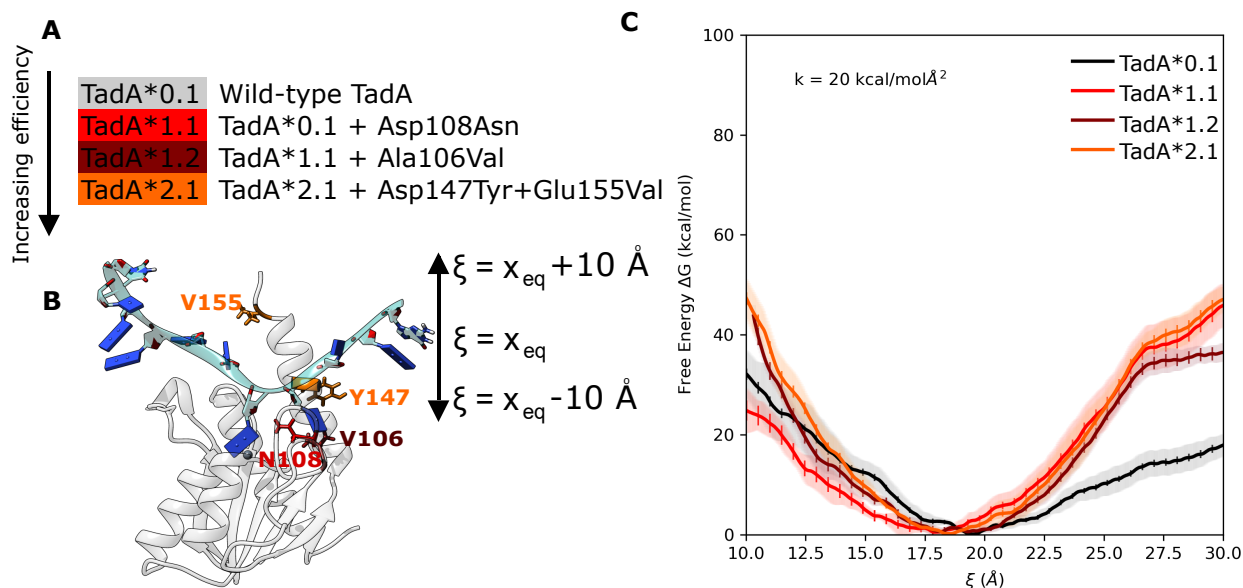 A
Increasing efficiency
TadA*0.1 Wild-type TadA
TadA*1.1 TadA*0.1 + Asp108Asn
TadA*1.2 TadA*1.1 + Ala106Val
TadA*2.1 TadA*2.1 + Asp147Tyr+Glu155Val
B
V155
Y147
V106
N108
ξ = x_eq +10 Å
ξ = x_eq
ξ = x_eq -10 Å
C
k = 20 kcal/molÅ²
TadA*0.1
TadA*1.1
TadA*1.2
TadA*2.1
Free Energy ΔG (kcal/mol)
100
80
60
40
20
0
10.0 12.5 15.0 17.5 20.0 22.5 25.0 27.5 30.0
ξ (Å)